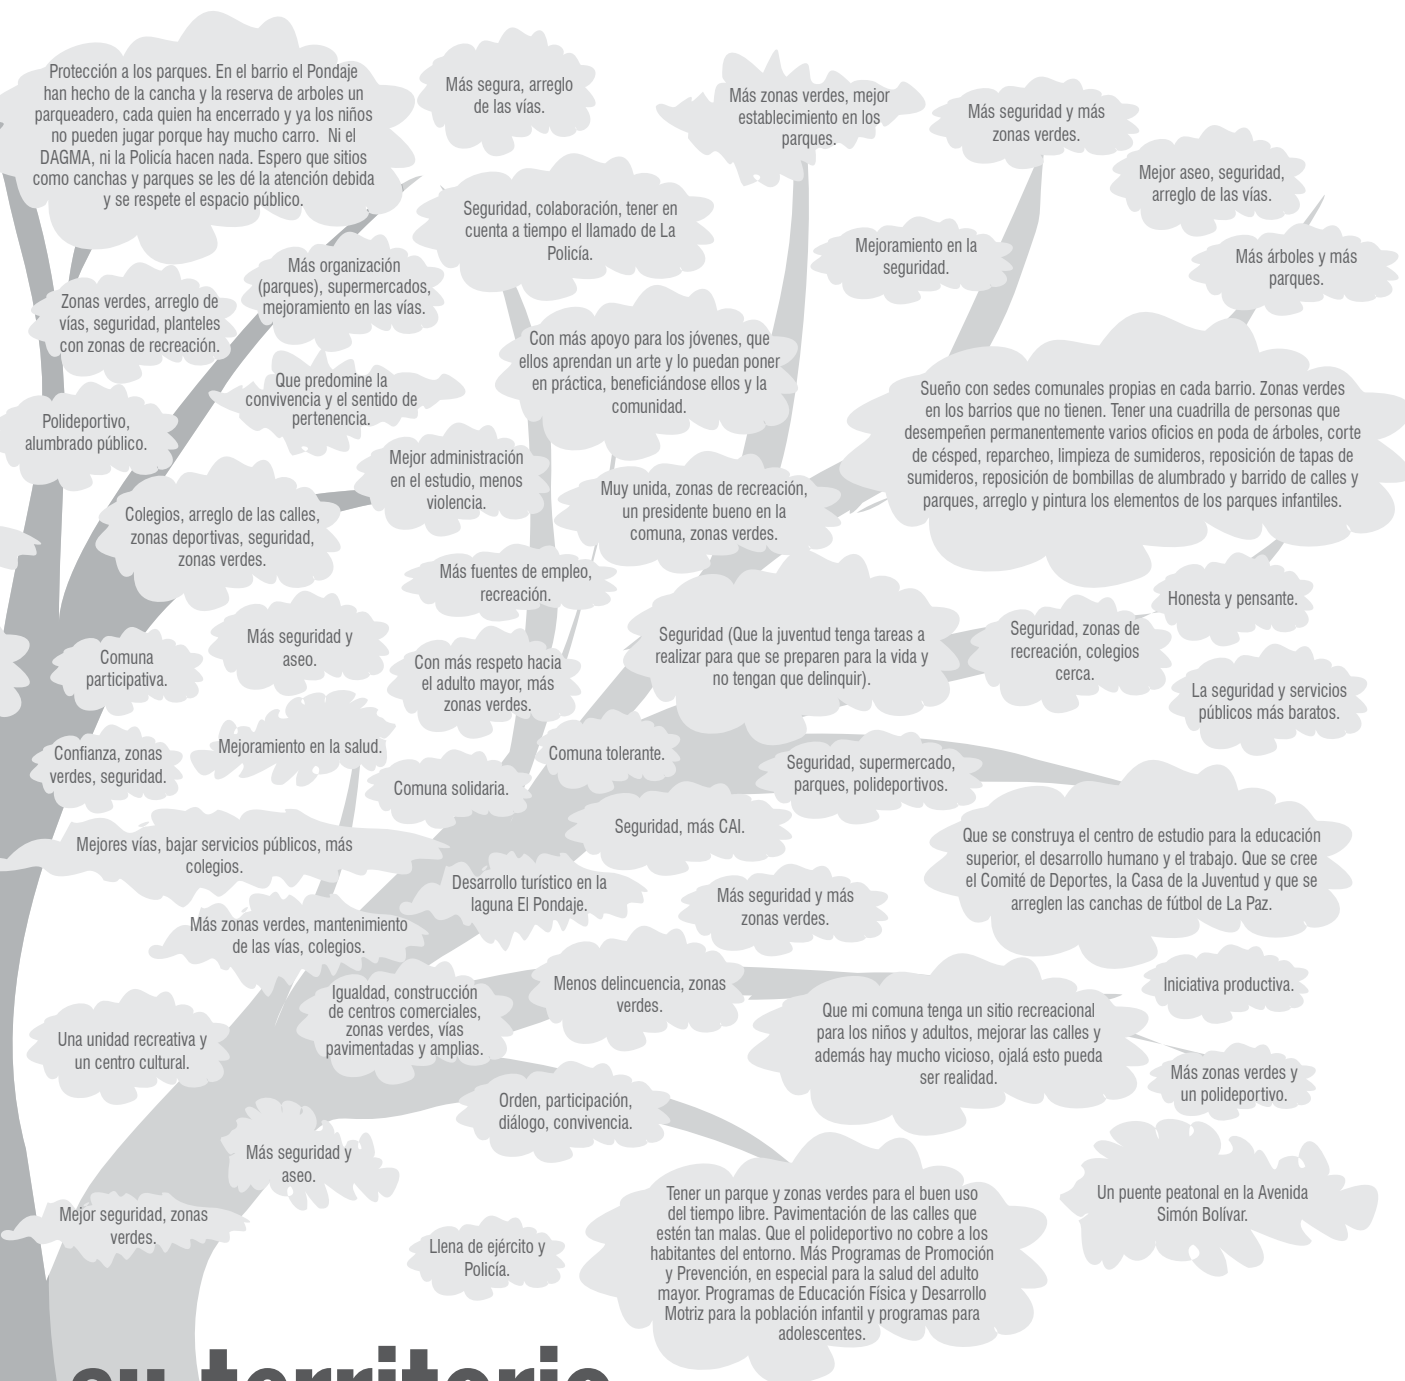 Protección a los parques. En el barrio el Pondaje
han hecho de la cancha y la reserva de arboles un
parqueadero, cada quien ha encerrado y ya los niños
no pueden jugar porque hay mucho carro. Ni el
DAGMA, ni la Policía hacen nada. Espero que sitios
como canchas y parques se les dé la atención debida
y se respete el espacio público.
Más segura, arreglo
de las vías.
Más zonas verdes, mejor
establecimiento en los
parques.
Más seguridad y más
zonas verdes.
Mejor aseo, seguridad,
arreglo de las vías.
Seguridad, colaboración, tener en
cuenta a tiempo el llamado de La
Policía.
Mejoramiento en la
seguridad.
Más árboles y más
parques.
Más organización
(parques), supermercados,
mejoramiento en las vías.
Zonas verdes, arreglo de
vías, seguridad, planteles
con zonas de recreación.
Con más apoyo para los jóvenes, que
ellos aprendan un arte y lo puedan poner
en práctica, beneficiándose ellos y la
comunidad.
Que predomine la
convivencia y el sentido de
pertenencia.
Sueño con sedes comunales propias en cada barrio. Zonas verdes
en los barrios que no tienen. Tener una cuadrilla de personas que
desempeñen permanentemente varios oficios en poda de árboles, corte
de césped, reparcheo, limpieza de sumideros, reposición de tapas de
sumideros, reposición de bombillas de alumbrado y barrido de calles y
parques, arreglo y pintura los elementos de los parques infantiles.
Polideportivo,
alumbrado público.
Mejor administración
en el estudio, menos
violencia.
Muy unida, zonas de recreación,
un presidente bueno en la
comuna, zonas verdes.
Colegios, arreglo de las calles,
zonas deportivas, seguridad,
zonas verdes.
Más fuentes de empleo,
recreación.
Honesta y pensante.
Comuna
participativa.
Más seguridad y
aseo.
Con más respeto hacia
el adulto mayor, más
zonas verdes.
Seguridad (Que la juventud tenga tareas a
realizar para que se preparen para la vida y
no tengan que delinquir).
Seguridad, zonas de
recreación, colegios
cerca.
La seguridad y servicios
públicos más baratos.
Confianza, zonas
verdes, seguridad.
Mejoramiento en la salud.
Comuna solidaria.
Comuna tolerante.
Seguridad, supermercado,
parques, polideportivos.
Seguridad, más CAI.
Mejores vías, bajar servicios públicos, más
colegios.
Desarrollo turístico en la
laguna El Pondaje.
Más seguridad y más
zonas verdes.
Que se construya el centro de estudio para la educación
superior, el desarrollo humano y el trabajo. Que se cree
el Comité de Deportes, la Casa de la Juventud y que se
arreglen las canchas de fútbol de La Paz.
Más zonas verdes, mantenimiento
de las vías, colegios.
Igualdad, construcción
de centros comerciales,
zonas verdes, vías
pavimentadas y amplias.
Menos delincuencia, zonas
verdes.
Iniciativa productiva.
Que mi comuna tenga un sitio recreacional
para los niños y adultos, mejorar las calles y
además hay mucho vicioso, ojalá esto pueda
ser realidad.
Una unidad recreativa y
un centro cultural.
Más zonas verdes y
un polideportivo.
Orden, participación,
diálogo, convivencia.
Más seguridad y
aseo.
Un puente peatonal en la Avenida
Simón Bolívar.
Mejor seguridad, zonas
verdes.
Llena de ejército y
Policía.
Tener un parque y zonas verdes para el buen uso
del tiempo libre. Pavimentación de las calles que
estén tan malas. Que el polideportivo no cobre a los
habitantes del entorno. Más Programas de Promoción
y Prevención, en especial para la salud del adulto
mayor. Programas de Educación Física y Desarrollo
Motriz para la población infantil y programas para
adolescentes.
su territorio